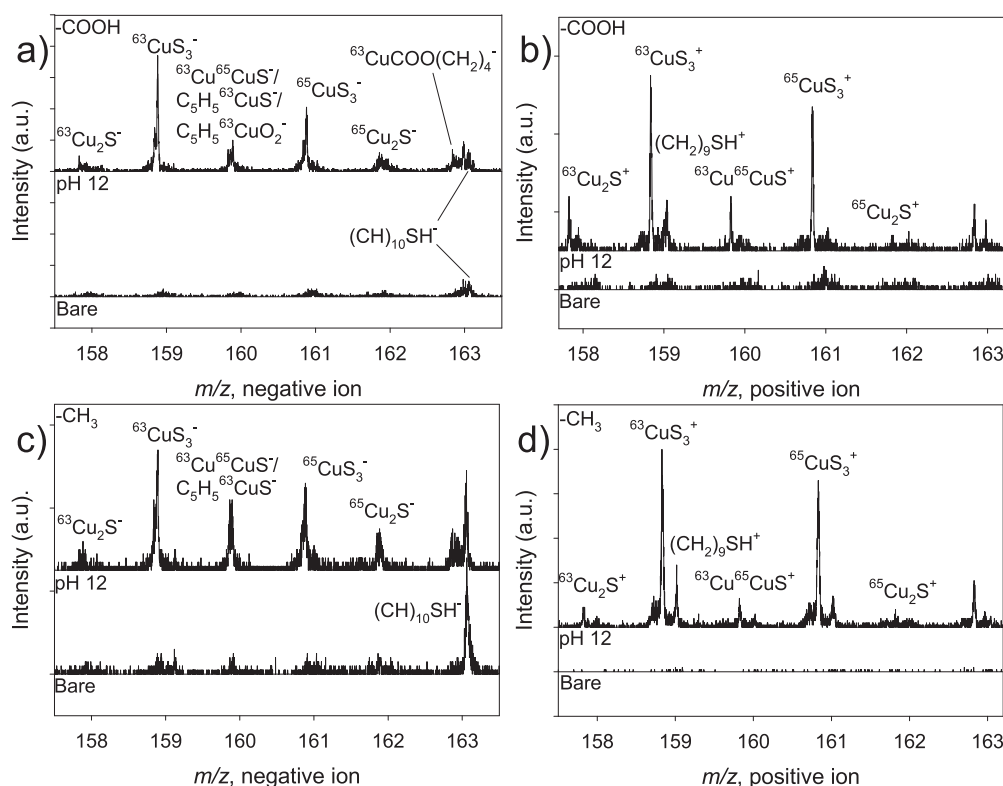 a)
-COOH
⁶³CuS₃⁻
⁶³Cu⁶⁵CuS⁻/
C₅H₅⁶³CuS⁻/
C₅H₅⁶³CuO₂⁻
⁶³CuCOO(CH₂)₄⁻
⁶⁵CuS₃⁻
⁶³Cu₂S⁻
⁶⁵Cu₂S⁻
pH 12
(CH)₁₀SH⁻
Bare
Intensity (a.u.)
158 159 160 161 162 163
m/z, negative ion
b)
-COOH
⁶³CuS₃⁺
⁶⁵CuS₃⁺
(CH₂)₉SH⁺
⁶³Cu₂S⁺
⁶³Cu⁶⁵CuS⁺
⁶⁵Cu₂S⁺
pH 12
Bare
Intensity (a.u.)
158 159 160 161 162 163
m/z, positive ion
c)
-CH₃
⁶³CuS₃⁻
⁶³Cu⁶⁵CuS⁻/
C₅H₅⁶³CuS⁻
⁶⁵CuS₃⁻
⁶³Cu₂S⁻
⁶⁵Cu₂S⁻
pH 12
(CH)₁₀SH⁻
Bare
Intensity (a.u).
158 159 160 161 162 163
m/z, negative ion
d)
-CH₃
⁶³CuS₃⁺
⁶⁵CuS₃⁺
(CH₂)₉SH⁺
⁶³Cu₂S⁺
⁶³Cu⁶⁵CuS⁺
⁶⁵Cu₂S⁺
pH 12
Bare
Intensity (a.u.)
158 159 160 161 162 163
m/z, positive ion